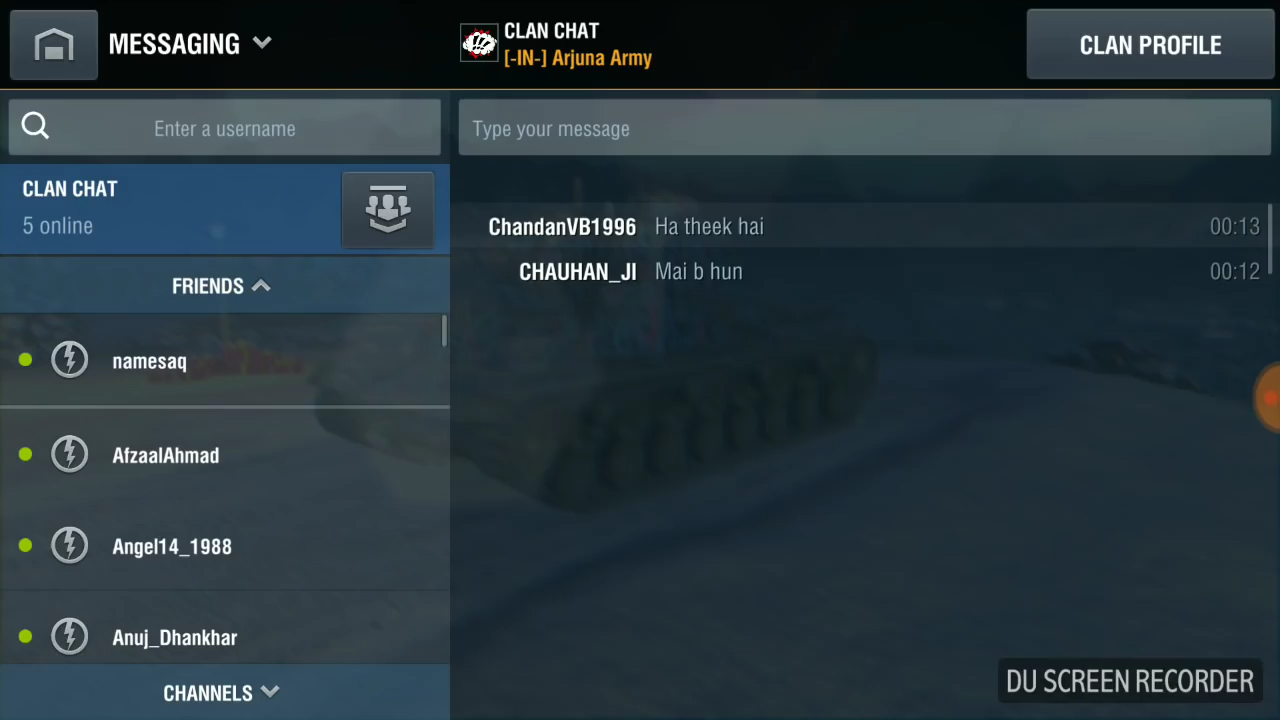 MESSAGING
CLAN CHAT
[-IN-] Arjuna Army
CLAN PROFILE
Enter a username
Type your message
CLAN CHAT
5 online
ChandanVB1996 Ha theek hai 00:13
CHAUHAN_JI Mai b hun 00:12
FRIENDS
namesaq
AfzaalAhmad
Angel14_1988
Anuj_Dhankhar
CHANNELS
DU SCREEN RECORDER